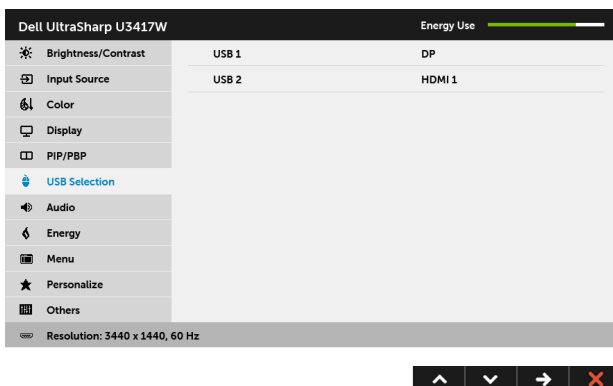 Dell UltraSharp U3417W Energy Use
Brightness/Contrast USB 1 DP
Input Source USB 2 HDMI 1
Color
Display
PIP/PBP
USB Selection
Audio
Energy
Menu
Personalize
Others
Resolution: 3440 x 1440, 60 Hz